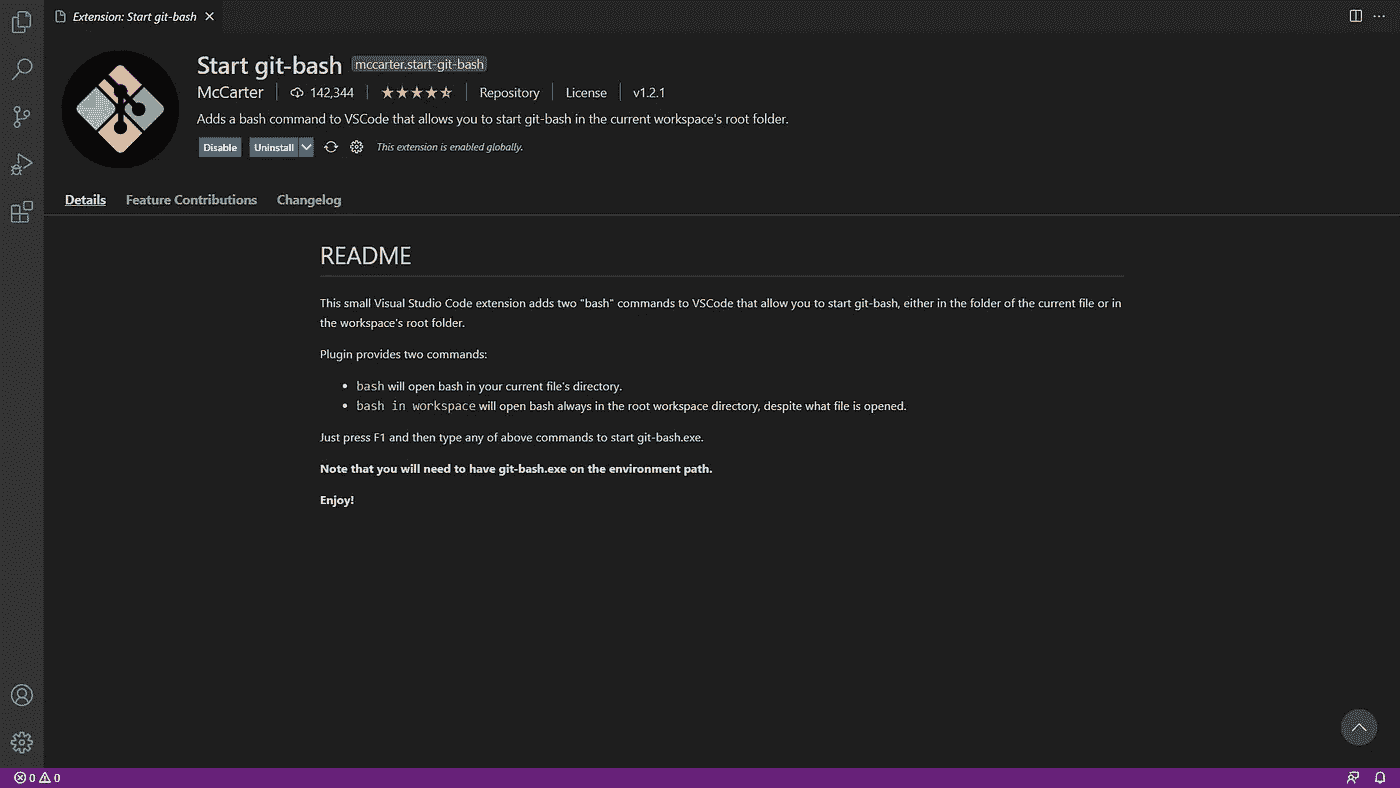 Extension: Start git-bash
Start git-bash mccarter.start-git-bash
McCarter 142,344 Repository License v1.2.1
Adds a bash command to VSCode that allows you to start git-bash in the current workspace's root folder.
Disable Uninstall This extension is enabled globally.
Details Feature Contributions Changelog
README
This small Visual Studio Code extension adds two "bash" commands to VSCode that allow you to start git-bash, either in the folder of the current file or in
the workspace's root folder.
Plugin provides two commands:
• bash will open bash in your current file's directory.
• bash in workspace will open bash always in the root workspace directory, despite what file is opened.
Just press F1 and then type any of above commands to start git-bash.exe.
Note that you will need to have git-bash.exe on the environment path.
Enjoy!
0 0